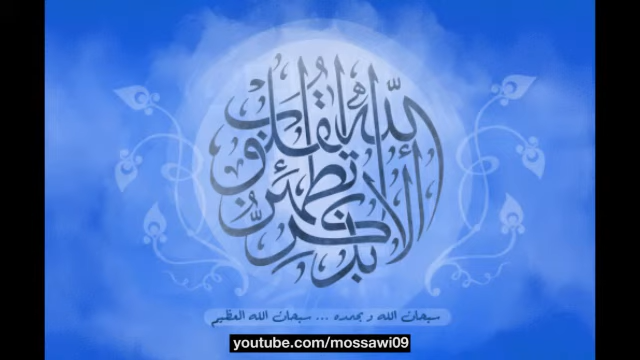 ألا بذكر الله تطمئن القلوب
سبحان الله و بحمده ... سبحان الله العظيم
youtube.com/mossawi09